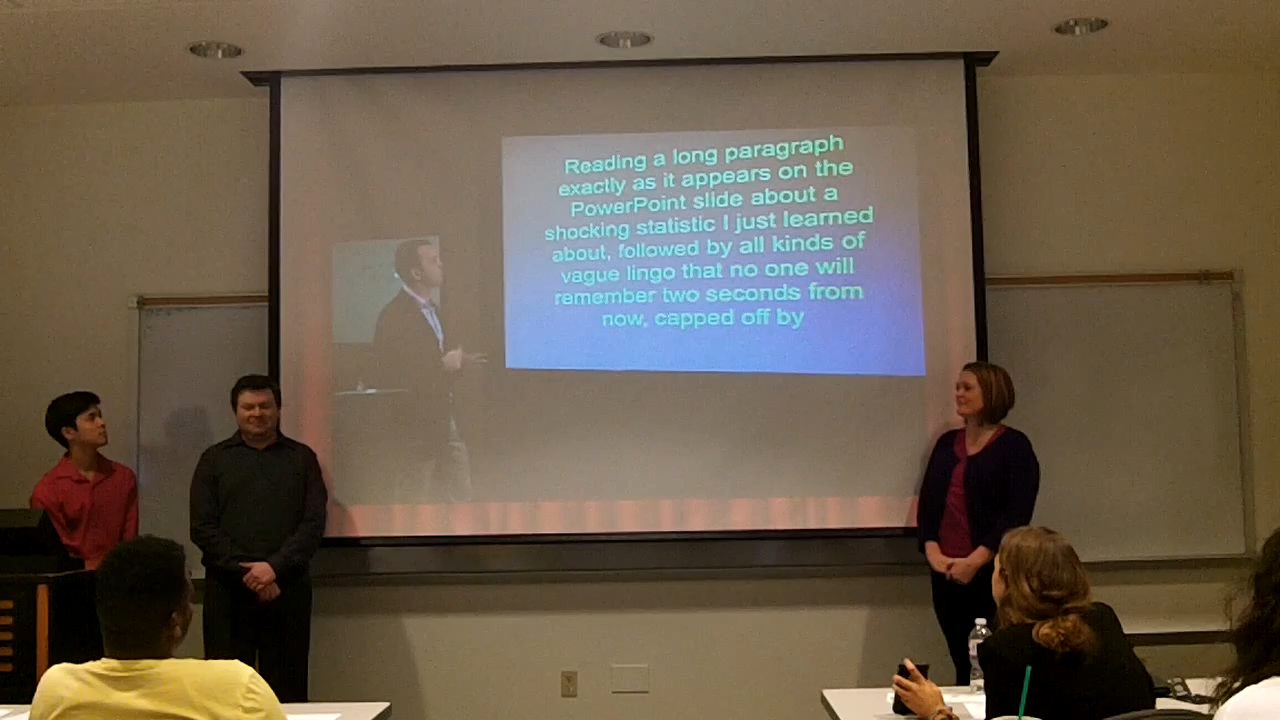 Reading a long paragraph
exactly as it appears on the
PowerPoint slide about a
shocking statistic I just learned
about, followed by all kinds of
vague lingo that no one will
remember two seconds from
now, capped off by